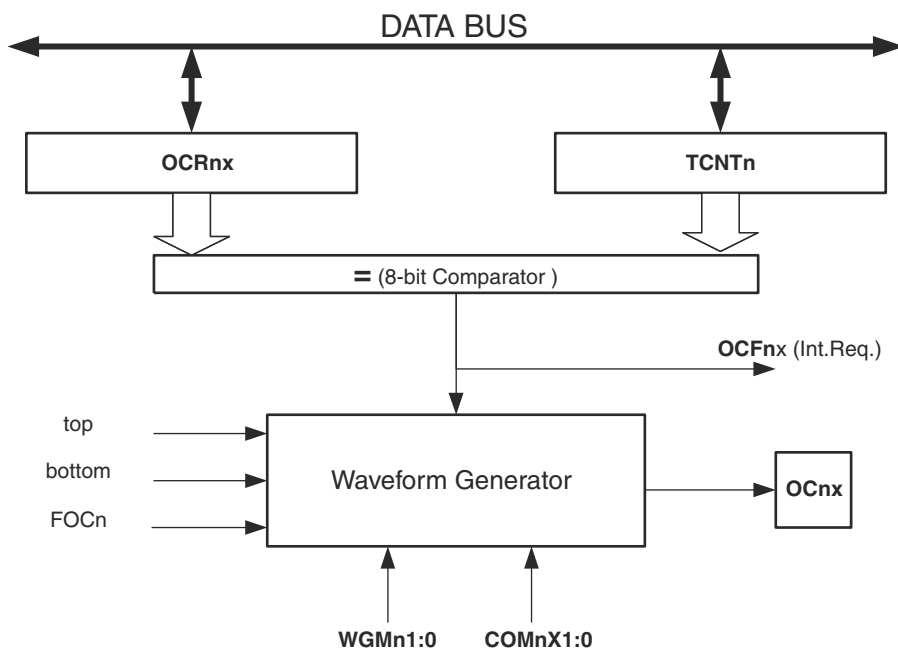 DATA BUS
OCRnx
TCNTn
= (8-bit Comparator )
OCFnx (Int.Req.)
top
bottom
FOCn
Waveform Generator
OCnx
WGMn1:0
COMnX1:0